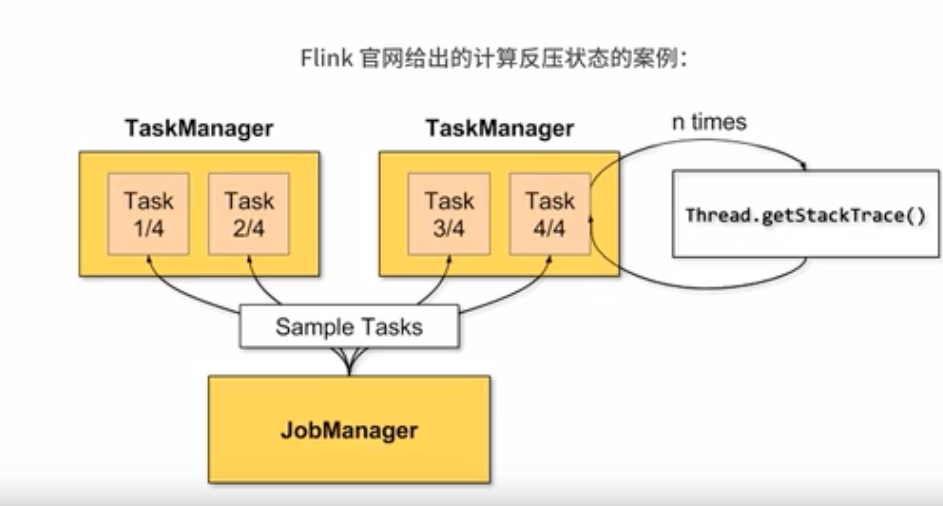 Flink 官网给出的计算反压状态的案例：
TaskManager
TaskManager
n times
Task
1/4
Task
2/4
Task
3/4
Task
4/4
Thread.getStackTrace()
Sample Tasks
JobManager